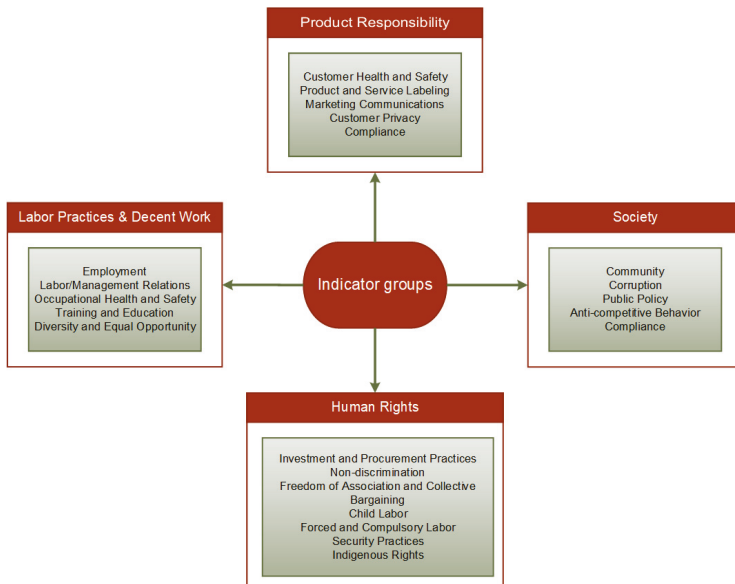 Product Responsibility
Customer Health and Safety
Product and Service Labeling
Marketing Communications
Customer Privacy
Compliance
Labor Practices & Decent Work
Employment
Labor/Management Relations
Occupational Health and Safety
Training and Education
Diversity and Equal Opportunity
Indicator groups
Society
Community
Corruption
Public Policy
Anti-competitive Behavior
Compliance
Human Rights
Investment and Procurement Practices
Non-discrimination
Freedom of Association and Collective
Bargaining
Child Labor
Forced and Compulsory Labor
Security Practices
Indigenous Rights